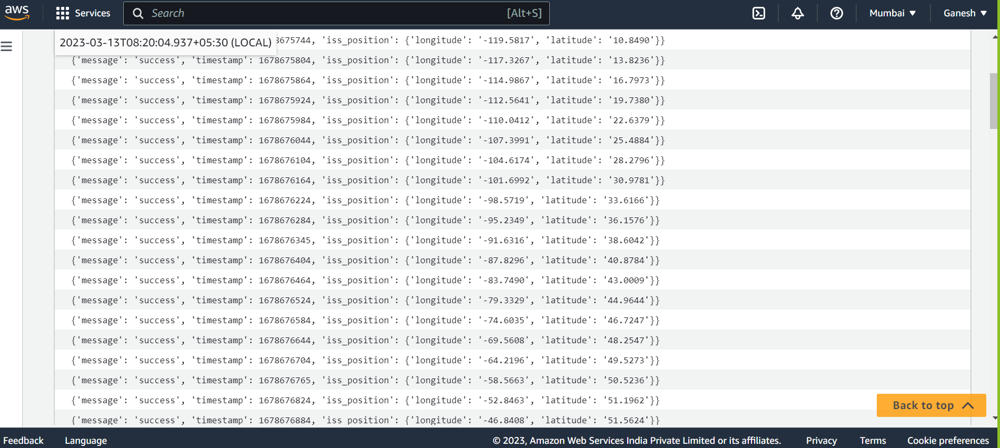 aws Services Search [Alt+S] Mumbai Ganesh
2023-03-13T08:20:04.937+05:30 (LOCAL) 3675744, 'iss_position': {'longitude': '-119.5817', 'latitude': '10.8490'}}
{'message': 'success', 'timestamp': 1678675804, 'iss_position': {'longitude': '-117.3267', 'latitude': '13.8236'}}
{'message': 'success', 'timestamp': 1678675864, 'iss_position': {'longitude': '-114.9867', 'latitude': '16.7973'}}
{'message': 'success', 'timestamp': 1678675924, 'iss_position': {'longitude': '-112.5641', 'latitude': '19.7380'}}
{'message': 'success', 'timestamp': 1678675984, 'iss_position': {'longitude': '-110.0412', 'latitude': '22.6379'}}
{'message': 'success', 'timestamp': 1678676044, 'iss_position': {'longitude': '-107.3991', 'latitude': '25.4884'}}
{'message': 'success', 'timestamp': 1678676104, 'iss_position': {'longitude': '-104.6174', 'latitude': '28.2796'}}
{'message': 'success', 'timestamp': 1678676164, 'iss_position': {'longitude': '-101.6992', 'latitude': '30.9781'}}
{'message': 'success', 'timestamp': 1678676224, 'iss_position': {'longitude': '-98.5719', 'latitude': '33.6166'}}
{'message': 'success', 'timestamp': 1678676284, 'iss_position': {'longitude': '-95.2349', 'latitude': '36.1576'}}
{'message': 'success', 'timestamp': 1678676345, 'iss_position': {'longitude': '-91.6316', 'latitude': '38.6042'}}
{'message': 'success', 'timestamp': 1678676404, 'iss_position': {'longitude': '-87.8296', 'latitude': '40.8784'}}
{'message': 'success', 'timestamp': 1678676464, 'iss_position': {'longitude': '-83.7490', 'latitude': '43.0009'}}
{'message': 'success', 'timestamp': 1678676524, 'iss_position': {'longitude': '-79.3329', 'latitude': '44.9644'}}
{'message': 'success', 'timestamp': 1678676584, 'iss_position': {'longitude': '-74.6035', 'latitude': '46.7247'}}
{'message': 'success', 'timestamp': 1678676644, 'iss_position': {'longitude': '-69.5608', 'latitude': '48.2547'}}
{'message': 'success', 'timestamp': 1678676704, 'iss_position': {'longitude': '-64.2196', 'latitude': '49.5273'}}
{'message': 'success', 'timestamp': 1678676765, 'iss_position': {'longitude': '-58.5663', 'latitude': '50.5236'}}
{'message': 'success', 'timestamp': 1678676824, 'iss_position': {'longitude': '-52.8463', 'latitude': '51.1962'}}
Back to top
{'message': 'success', 'timestamp': 1678676884, 'iss_position': {'longitude': '-46.8408', 'latitude': '51.5624'}}
Feedback Language © 2023, Amazon Web Services India Private Limited or its affiliates. Privacy Terms Cookie preferences